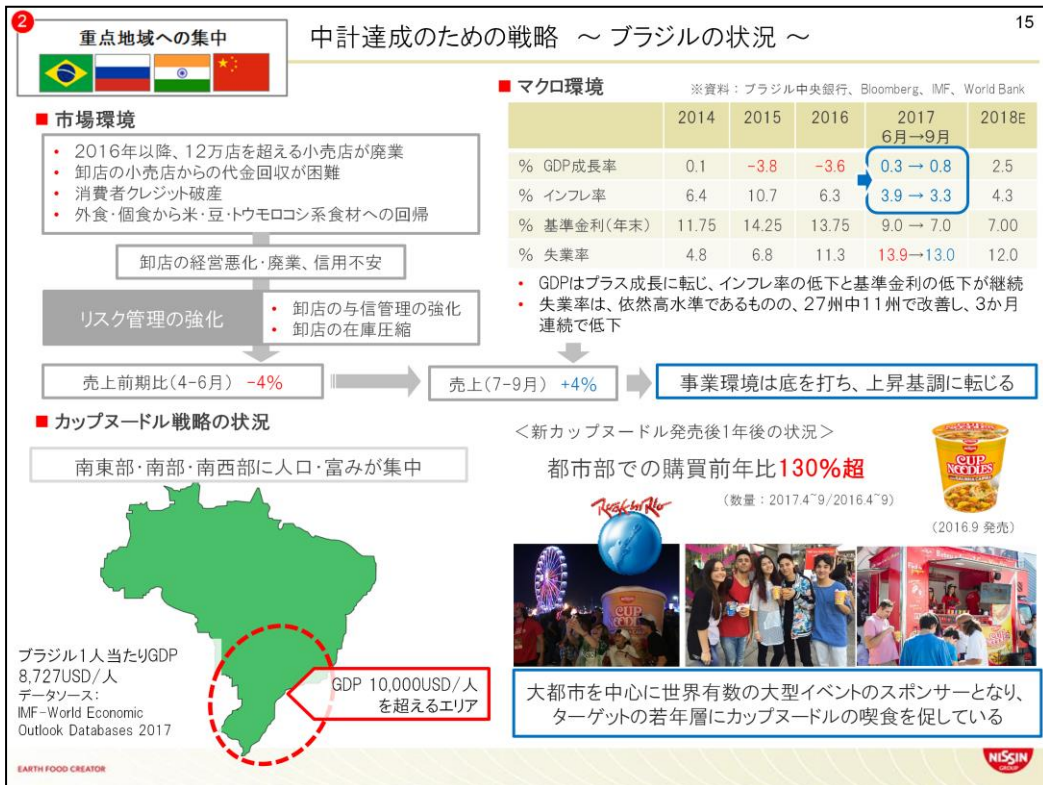 2
重点地域への集中
中計達成のための戦略 ～ ブラジルの状況 ～
15
■ 市場環境
• 2016年以降、12万店を超える小売店が廃業
• 卸店の小売店からの代金回収が困難
• 消費者クレジット破産
• 外食・個食から米・豆・トウモロコシ系食材への回帰
卸店の経営悪化・廃業、信用不安
リスク管理の強化
• 卸店の与信管理の強化
• 卸店の在庫圧縮
■ マクロ環境
※資料：ブラジル中央銀行、Bloomberg、IMF、World Bank
2014 2015 2016 2017 2018E
6月→9月
% GDP成長率 0.1 −3.8 −3.6 0.3 → 0.8 2.5
% インフレ率 6.4 10.7 6.3 3.9 → 3.3 4.3
% 基準金利(年末) 11.75 14.25 13.75 9.0 → 7.0 7.00
% 失業率 4.8 6.8 11.3 13.9→13.0 12.0
• GDPはプラス成長に転じ、インフレ率の低下と基準金利の低下が継続
• 失業率は、依然高水準であるものの、27州中11州で改善し、3か月
連続で低下
売上前期比(4-6月) -4%
売上(7-9月) +4%
事業環境は底を打ち、上昇基調に転じる
■ カップヌードル戦略の状況
南東部・南部・南西部に人口・富みが集中
ブラジル1人当たりGDP
8,727USD/人
データソース：
IMF-World Economic
Outlook Databases 2017
GDP 10,000USD/人
を超えるエリア
＜新カップヌードル発売後1年後の状況＞
都市部での購買前年比130%超
(数量：2017.4~9/2016.4~9)
CUP
NOODLES
(2016.9 発売)
Rock in Rio
CUP
NOODLES
大都市を中心に世界有数の大型イベントのスポンサーとなり、
ターゲットの若年層にカップヌードルの喫食を促している
EARTH FOOD CREATOR
NISSIN
GROUP